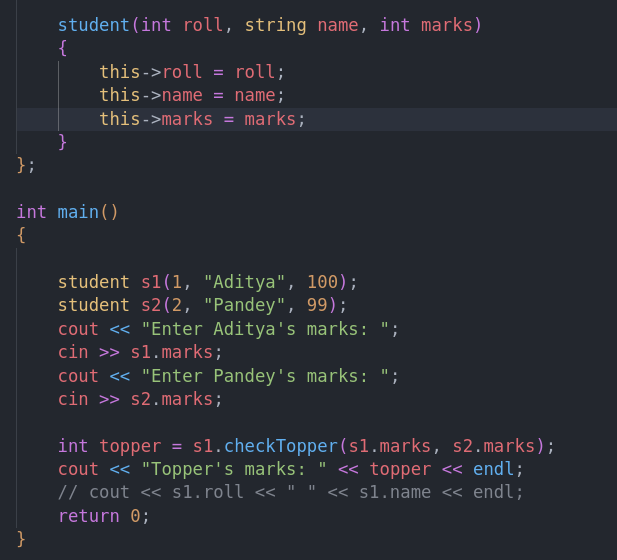 student(int roll, string name, int marks)
    {
        this->roll = roll;
        this->name = name;
        this->marks = marks;
    }
};

int main()
{

    student s1(1, "Aditya", 100);
    student s2(2, "Pandey", 99);
    cout << "Enter Aditya's marks: ";
    cin >> s1.marks;
    cout << "Enter Pandey's marks: ";
    cin >> s2.marks;

    int topper = s1.checkTopper(s1.marks, s2.marks);
    cout << "Topper's marks: " << topper << endl;
    // cout << s1.roll << " " << s1.name << endl;
    return 0;
}